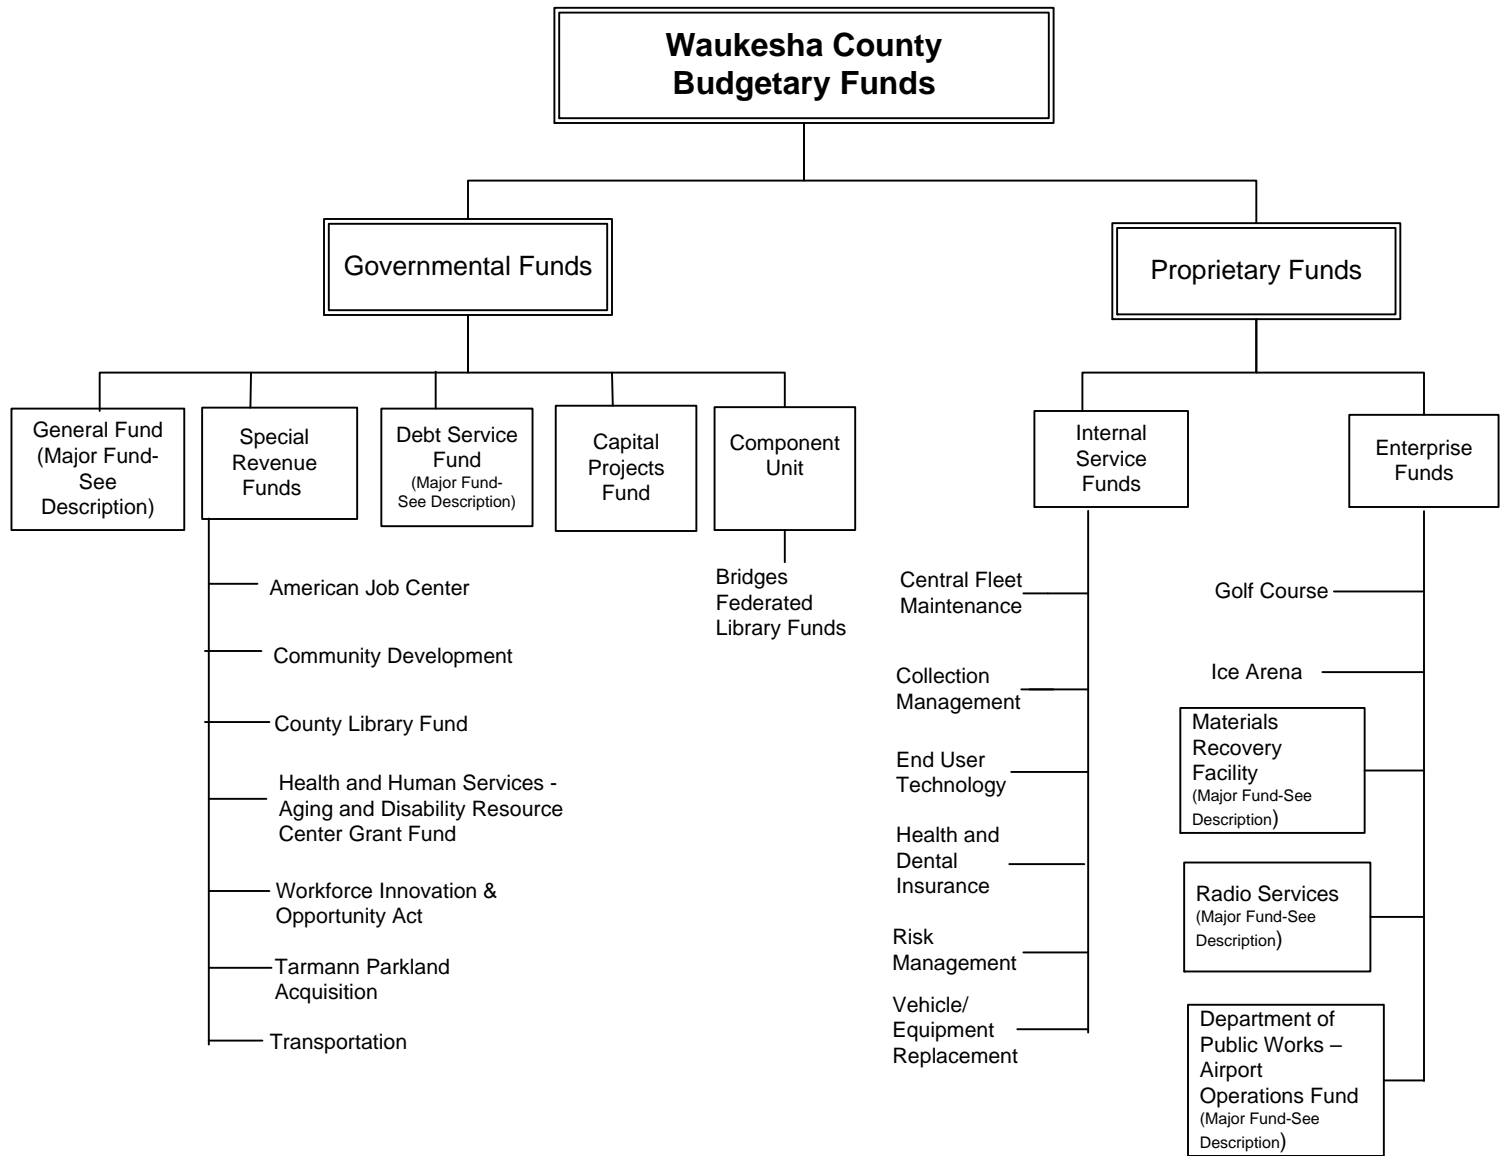 Waukesha County
Budgetary Funds
Governmental Funds
Proprietary Funds
General Fund
(Major Fund-
See
Description)
Special
Revenue
Funds
Debt Service
Fund
(Major Fund-
See Description)
Capital
Projects
Fund
Component
Unit
Internal
Service
Funds
Enterprise
Funds
American Job Center
Community Development
County Library Fund
Health and Human Services -
Aging and Disability Resource
Center Grant Fund
Workforce Innovation &
Opportunity Act
Tarmann Parkland
Acquisition
Transportation
Bridges
Federated
Library Funds
Central Fleet
Maintenance
Collection
Management
End User
Technology
Health and
Dental
Insurance
Risk
Management
Vehicle/
Equipment
Replacement
Golf Course
Ice Arena
Materials
Recovery
Facility
(Major Fund-See
Description)
Radio Services
(Major Fund-See
Description)
Department of
Public Works –
Airport
Operations Fund
(Major Fund-See
Description)